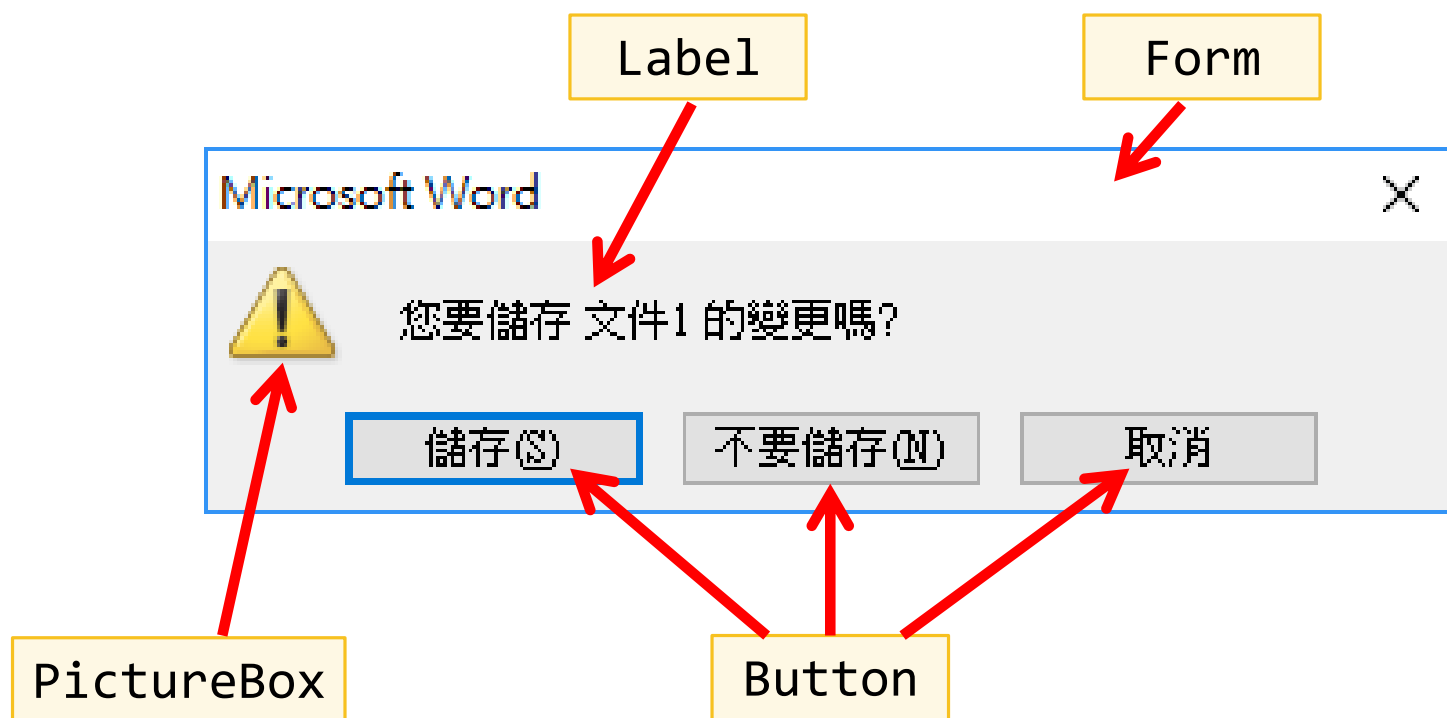 Label
Form
Microsoft Word
您要儲存 文件1 的變更嗎?
儲存(S)
不要儲存(N)
取消
PictureBox
Button